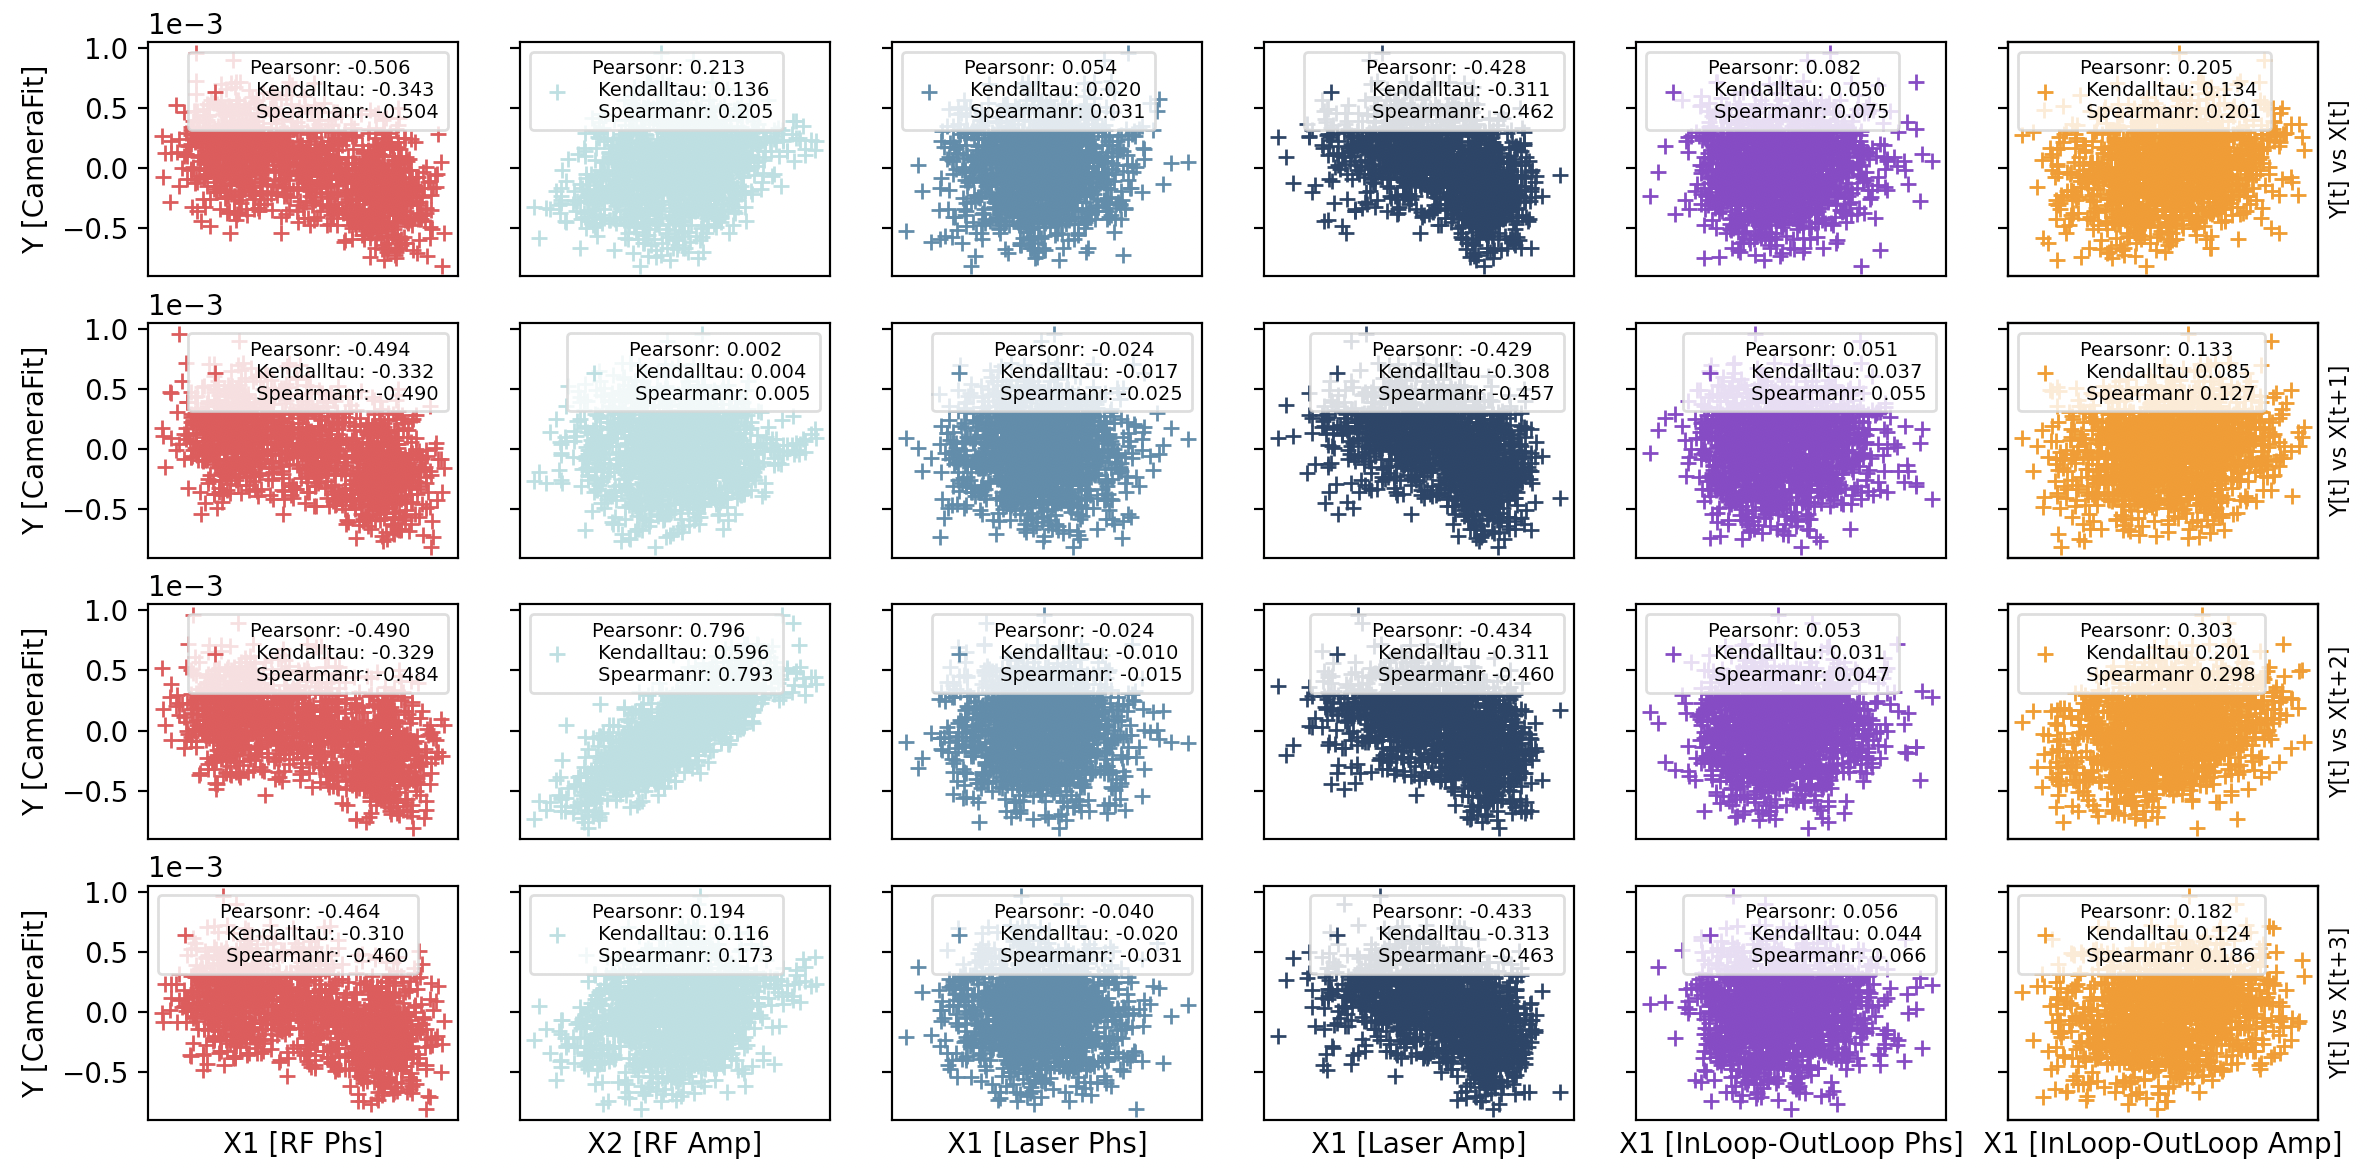 1e−3
1.0
0.5
0.0
−0.5
Y [CameraFit]
Pearsonr: -0.506
Kendalltau: -0.343
Spearmanr: -0.504
Pearsonr: 0.213
Kendalltau: 0.136
Spearmanr: 0.205
Pearsonr: 0.054
Kendalltau: 0.020
Spearmanr: 0.031
Pearsonr: -0.428
Kendalltau: -0.311
Spearmanr: -0.462
Pearsonr: 0.082
Kendalltau: 0.050
Spearmanr: 0.075
Pearsonr: 0.205
Kendalltau: 0.134
Spearmanr: 0.201
Y[t] vs X[t]
1e−3
1.0
0.5
0.0
−0.5
Y [CameraFit]
Pearsonr: -0.494
Kendalltau: -0.332
Spearmanr: -0.490
Pearsonr: 0.002
Kendalltau: 0.004
Spearmanr: 0.005
Pearsonr: -0.024
Kendalltau: -0.017
Spearmanr: -0.025
Pearsonr: -0.429
Kendalltau -0.308
Spearmanr -0.457
Pearsonr: 0.051
Kendalltau: 0.037
Spearmanr: 0.055
Pearsonr: 0.133
Kendalltau 0.085
Spearmanr 0.127
Y[t] vs X[t+1]
1e−3
1.0
0.5
0.0
−0.5
Y [CameraFit]
Pearsonr: -0.490
Kendalltau: -0.329
Spearmanr: -0.484
Pearsonr: 0.796
Kendalltau: 0.596
Spearmanr: 0.793
Pearsonr: -0.024
Kendalltau: -0.010
Spearmanr: -0.015
Pearsonr: -0.434
Kendalltau -0.311
Spearmanr -0.460
Pearsonr: 0.053
Kendalltau: 0.031
Spearmanr: 0.047
Pearsonr: 0.303
Kendalltau 0.201
Spearmanr 0.298
Y[t] vs X[t+2]
1e−3
1.0
0.5
0.0
−0.5
Y [CameraFit]
Pearsonr: -0.464
Kendalltau: -0.310
Spearmanr: -0.460
Pearsonr: 0.194
Kendalltau: 0.116
Spearmanr: 0.173
Pearsonr: -0.040
Kendalltau: -0.020
Spearmanr: -0.031
Pearsonr: -0.433
Kendalltau -0.313
Spearmanr -0.463
Pearsonr: 0.056
Kendalltau: 0.044
Spearmanr: 0.066
Pearsonr: 0.182
Kendalltau 0.124
Spearmanr 0.186
Y[t] vs X[t+3]
X1 [RF Phs]
X2 [RF Amp]
X1 [Laser Phs]
X1 [Laser Amp]
X1 [InLoop-OutLoop Phs]
X1 [InLoop-OutLoop Amp]